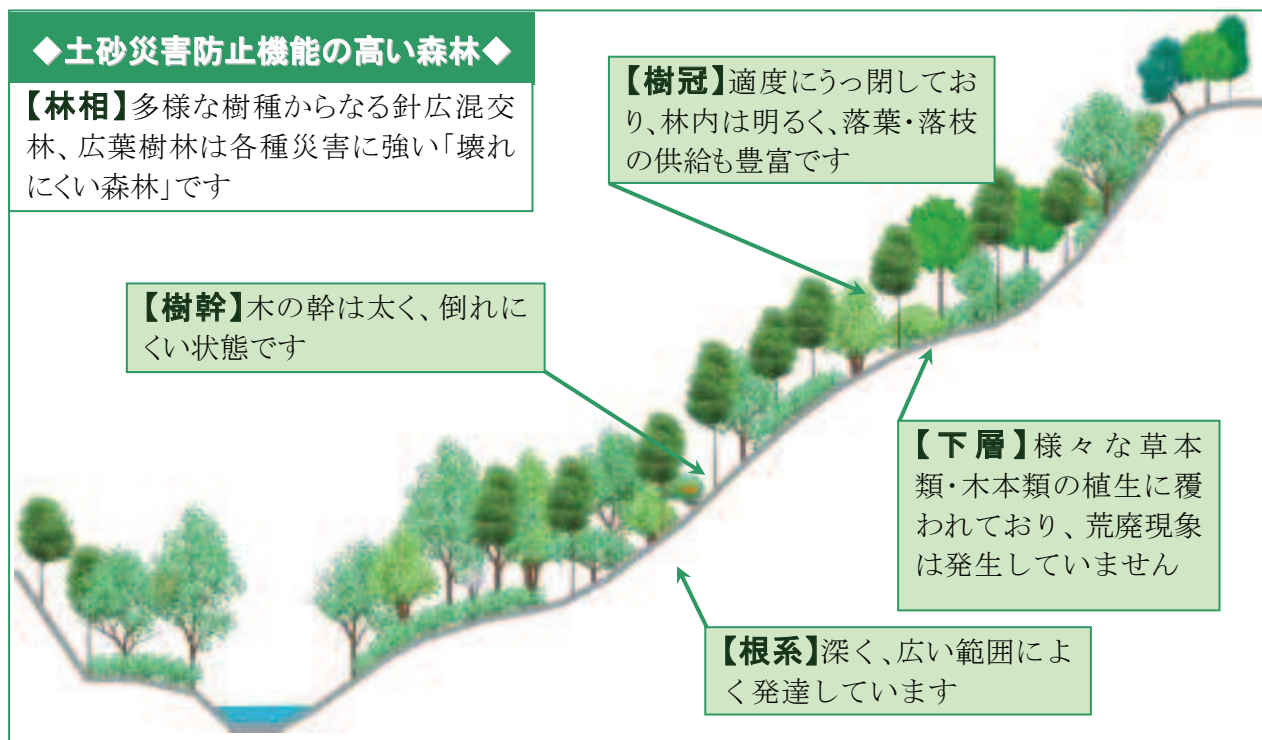 ◆土砂災害防止機能の高い森林◆
【林相】多様な樹種からなる針広混交
林、広葉樹林は各種災害に強い「壊れ
にくい森林」です
【樹冠】適度にうっ閉してお
り、林内は明るく、落葉・落枝
の供給も豊富です
【樹幹】木の幹は太く、倒れに
くい状態です
【下層】様々な草本
類・木本類の植生に覆
われており、荒廃現象
は発生していません
【根系】深く、広い範囲によ
く発達しています